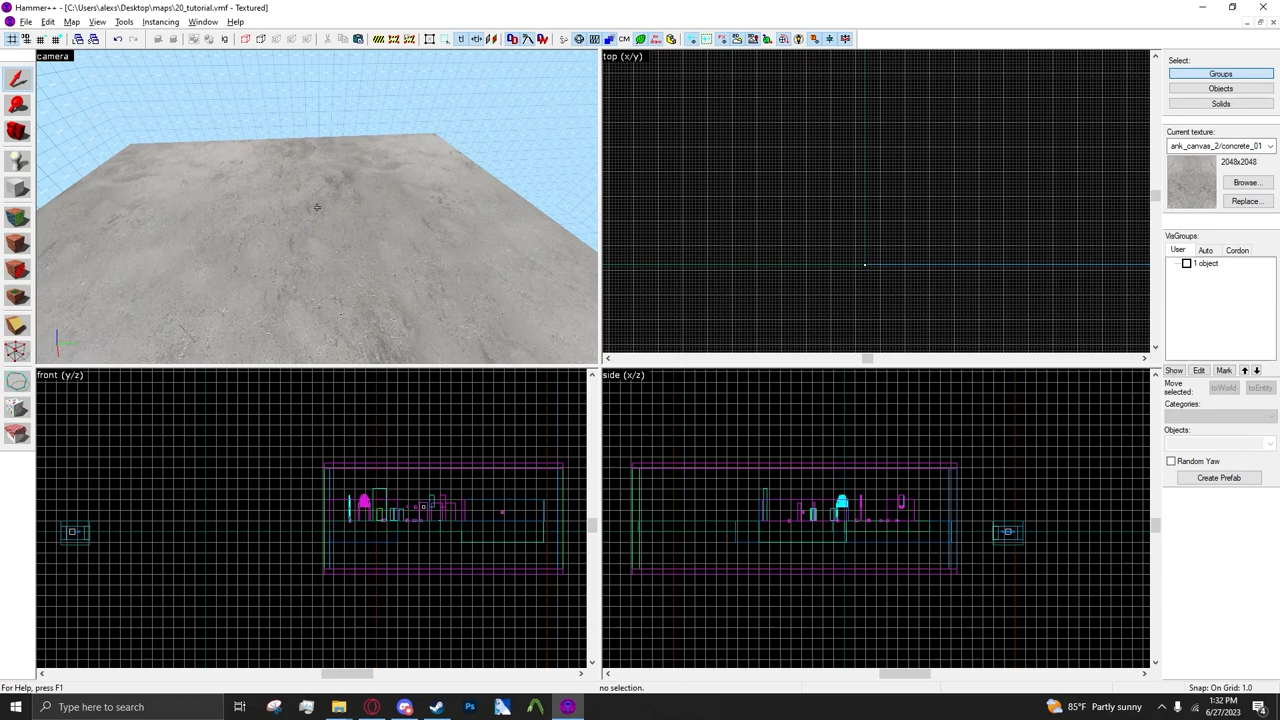 Hammer++ - [C:\Users\alexs\Desktop\maps\20_tutorial.vmf - Textured]
File Edit Map View Tools Instancing Window Help
camera
top (x/y)
front (y/z)
side (x/z)
Select:
Groups
Objects
Solids
Current texture:
ank_canvas_2/concrete_01
2048x2048
Browse...
Replace...
VisGroups:
User Auto Cordon
1 object
Show Edit Mark
Move selected:
toWorld toEntity
Categories:
Objects:
Random Yaw
Create Prefab
For Help, press F1
no selection.
Snap: On Grid: 1.0
Type here to search
85°F Partly sunny
1:32 PM
6/27/2023